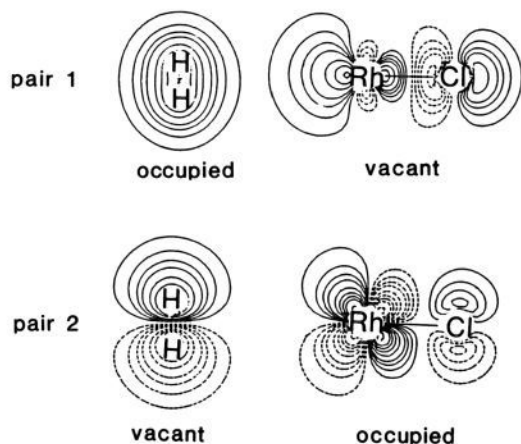 pair 1
H
H
Rh
Cl
occupied
vacant
pair 2
H
H
Rh
Cl
vacant
occupied